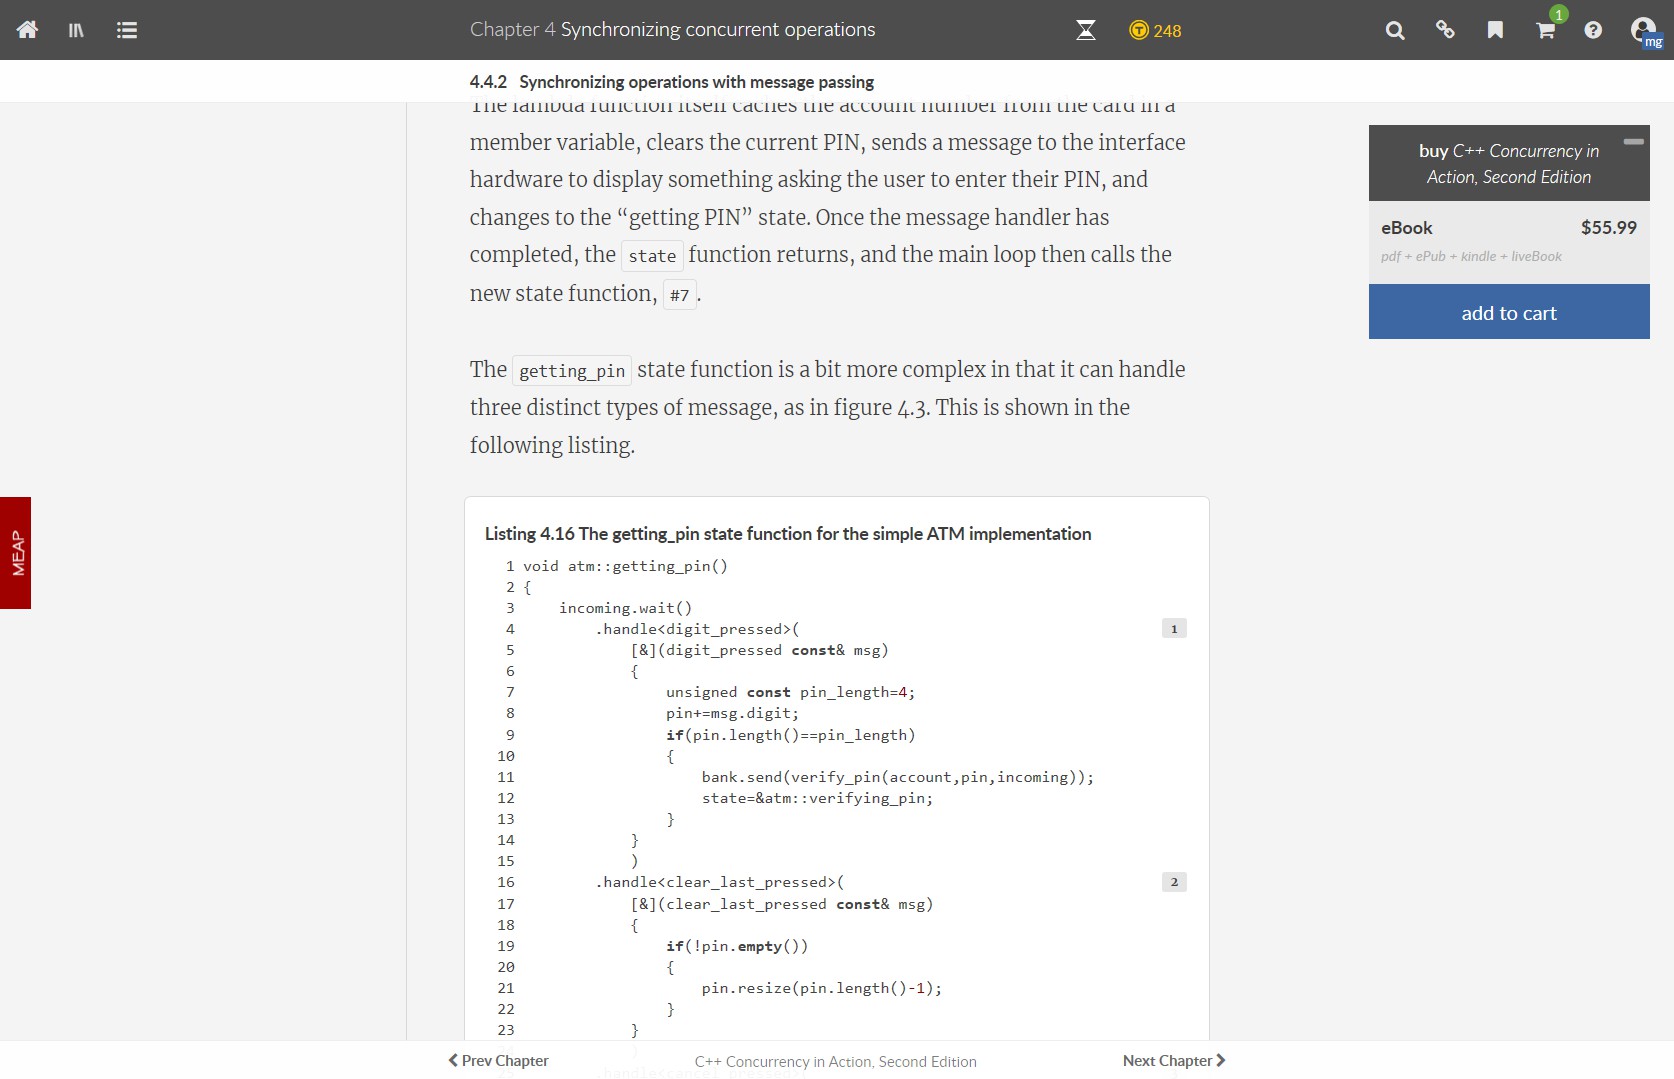 Chapter 4 Synchronizing concurrent operations
248
1
mg
4.4.2 Synchronizing operations with message passing
The lambda function itself caches the account number from the card in a
member variable, clears the current PIN, sends a message to the interface
hardware to display something asking the user to enter their PIN, and
changes to the “getting PIN” state. Once the message handler has
completed, the state function returns, and the main loop then calls the
new state function, #7.
The getting_pin state function is a bit more complex in that it can handle
three distinct types of message, as in figure 4.3. This is shown in the
following listing.
Listing 4.16 The getting_pin state function for the simple ATM implementation
1 void atm::getting_pin()
2 {
3     incoming.wait()
4         .handle<digit_pressed>( 1
5             [&](digit_pressed const& msg)
6             {
7                 unsigned const pin_length=4;
8                 pin+=msg.digit;
9                 if(pin.length()==pin_length)
10                 {
11                     bank.send(verify_pin(account,pin,incoming));
12                     state=&atm::verifying_pin;
13                 }
14             }
15             )
16         .handle<clear_last_pressed>( 2
17             [&](clear_last_pressed const& msg)
18             {
19                 if(!pin.empty())
20                 {
21                     pin.resize(pin.length()-1);
22                 }
23             }
25         .handle<cancel_pressed>(
Prev Chapter
C++ Concurrency in Action, Second Edition
Next Chapter
MEAP
buy C++ Concurrency in
Action, Second Edition
eBook $55.99
pdf + ePub + kindle + liveBook
add to cart